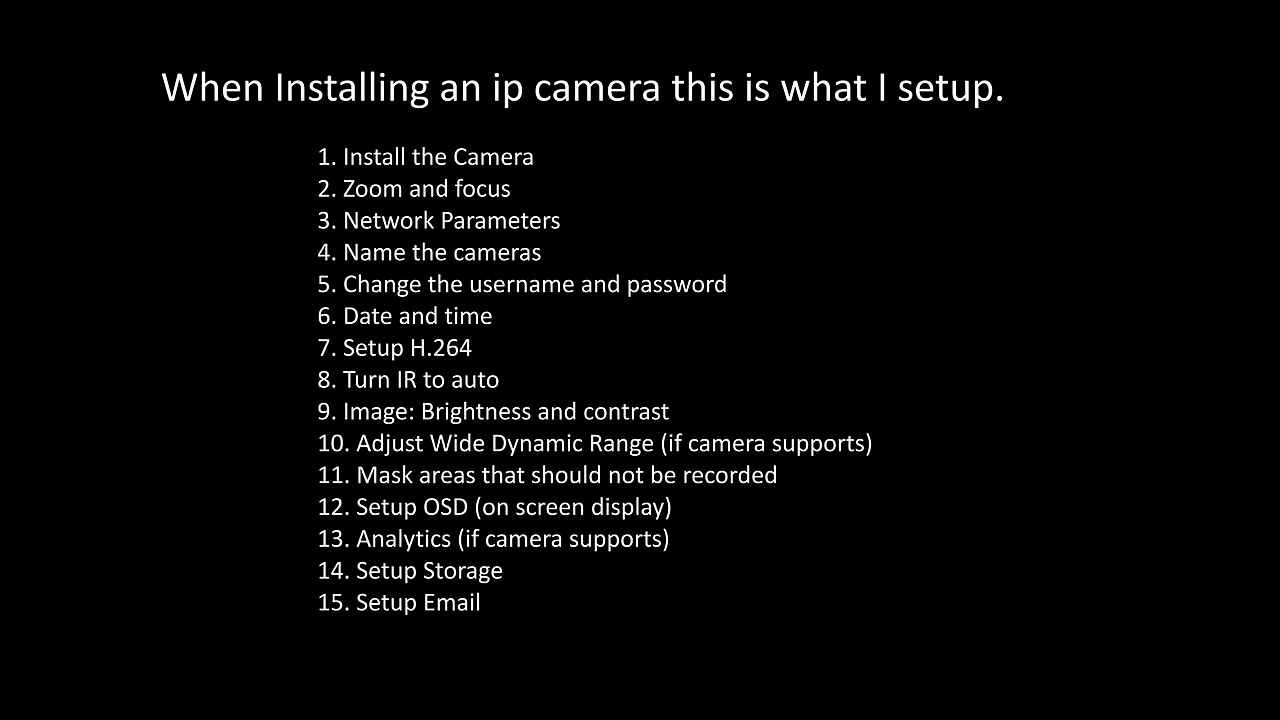 When Installing an ip camera this is what I setup.
1. Install the Camera
2. Zoom and focus
3. Network Parameters
4. Name the cameras
5. Change the username and password
6. Date and time
7. Setup H.264
8. Turn IR to auto
9. Image: Brightness and contrast
10. Adjust Wide Dynamic Range (if camera supports)
11. Mask areas that should not be recorded
12. Setup OSD (on screen display)
13. Analytics (if camera supports)
14. Setup Storage
15. Setup Email